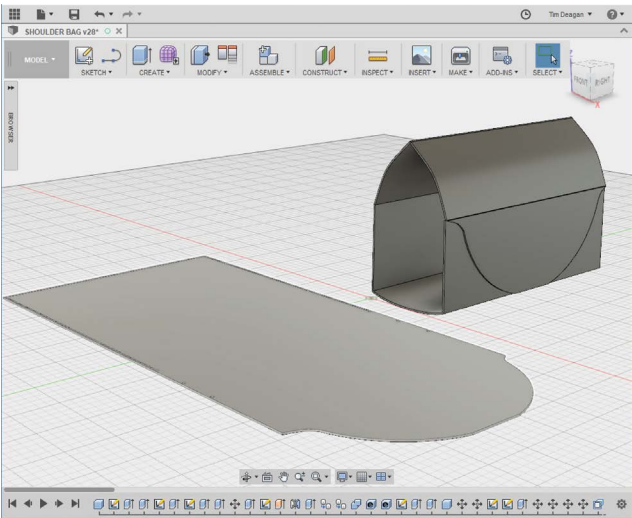 Tim Deagan
SHOULDER BAG v28*
MODEL
SKETCH
CREATE
MODIFY
ASSEMBLE
CONSTRUCT
INSPECT
INSERT
MAKE
ADD-INS
SELECT
FRONT
RIGHT
X
BROWSER